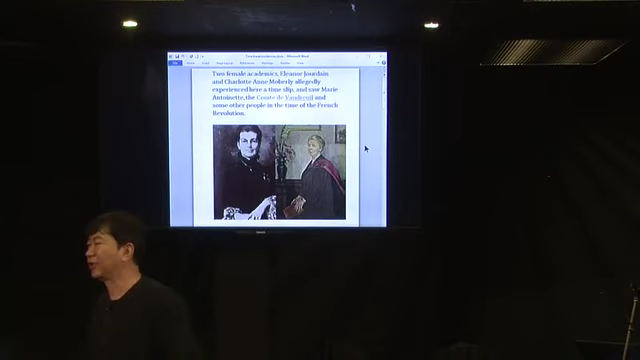 Two female academics, Eleanor Jourdain
and Charlotte Anne Moberly allegedly
experienced here a time slip, and saw Marie
Antoinette, the Comte de Vaudreuil and
some other people in the time of the French
Revolution.